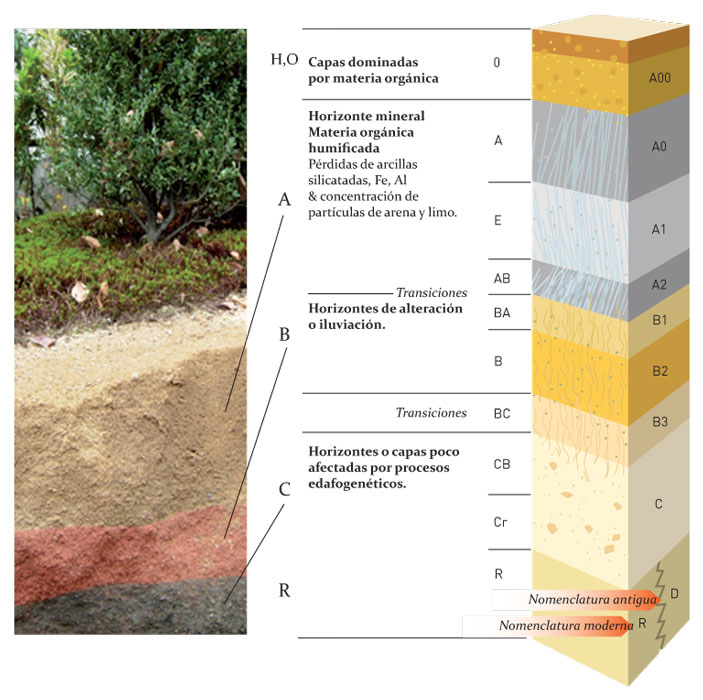 H,O
Capas dominadas
por materia orgánica
0
A00
Horizonte mineral
Materia orgánica
humificada
Pérdidas de arcillas
silicatadas, Fe, Al
& concentración de
partículas de arena y limo.
A
A
A0
E
A1
AB
A2
Transiciones
Horizontes de alteración
o iluviación.
B
BA
B1
B
B2
Transiciones
BC
B3
Horizontes o capas poco
afectadas por procesos
edafogenéticos.
C
CB
Cr
C
R
R
Nomenclatura antigua
D
Nomenclatura moderna
R